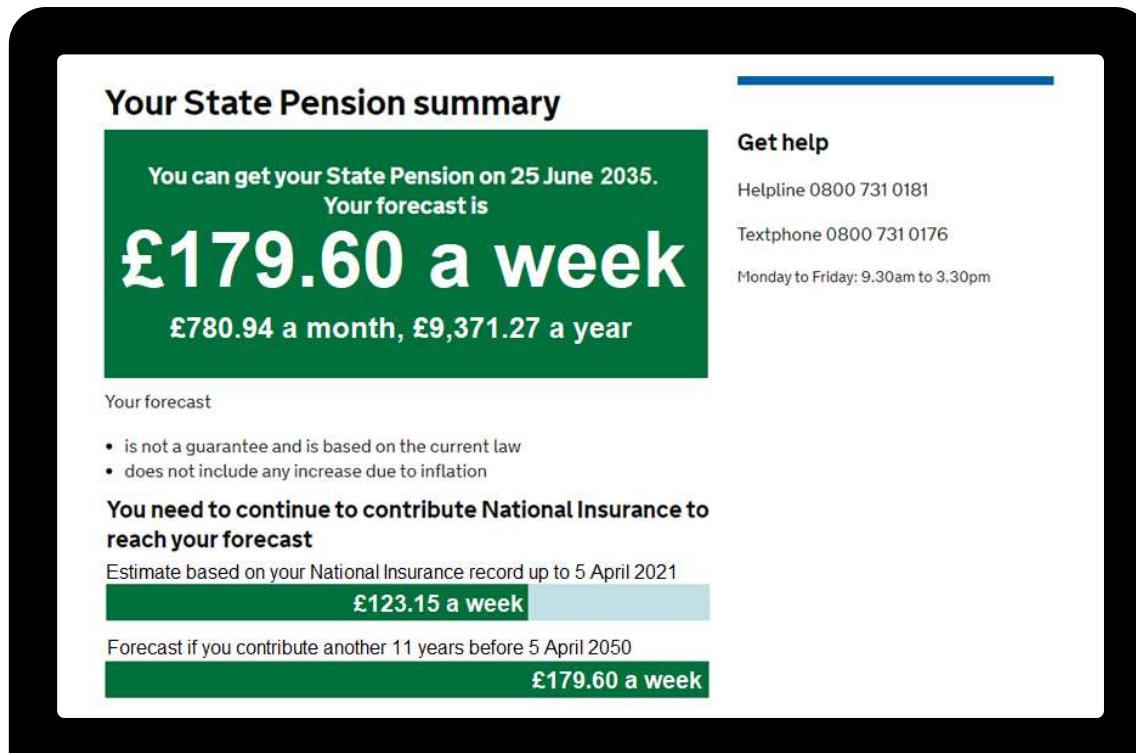 Your State Pension summary
You can get your State Pension on 25 June 2035.
Your forecast is
£179.60 a week
£780.94 a month, £9,371.27 a year
Your forecast
• is not a guarantee and is based on the current law
• does not include any increase due to inflation
You need to continue to contribute National Insurance to
reach your forecast
Estimate based on your National Insurance record up to 5 April 2021
£123.15 a week
Forecast if you contribute another 11 years before 5 April 2050
£179.60 a week
Get help
Helpline 0800 731 0181
Textphone 0800 731 0176
Monday to Friday: 9.30am to 3.30pm